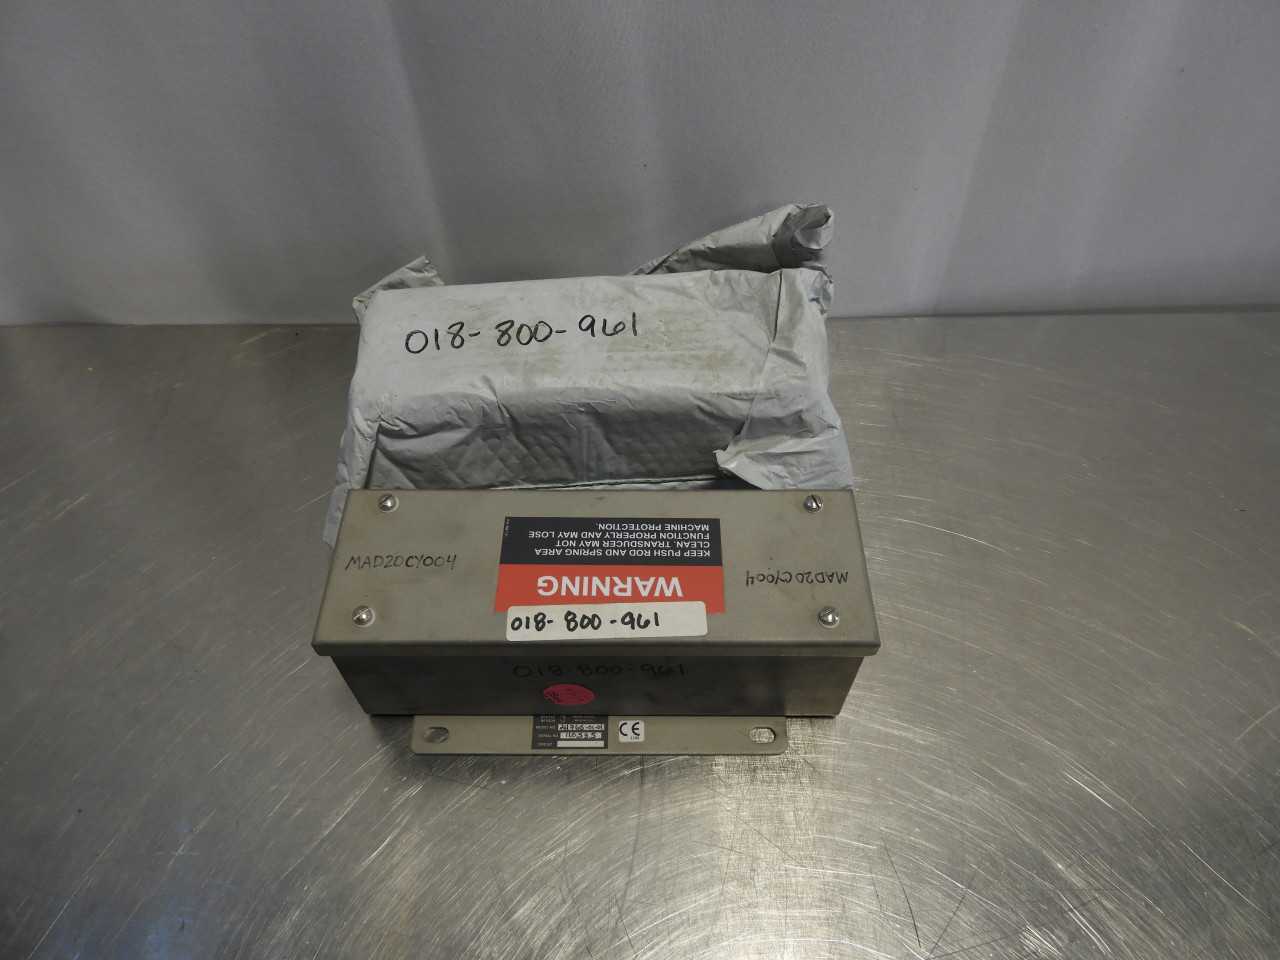 018-800-961
MAD20CY004
WARNING
KEEP PUSH ROD AND SPRING AREA
CLEAN. TRANSDUCER MAY NOT
FUNCTION PROPERLY AND MAY LOSE
MACHINE PROTECTION.
MAD20CY004
018-800-961
018-800-961
CE